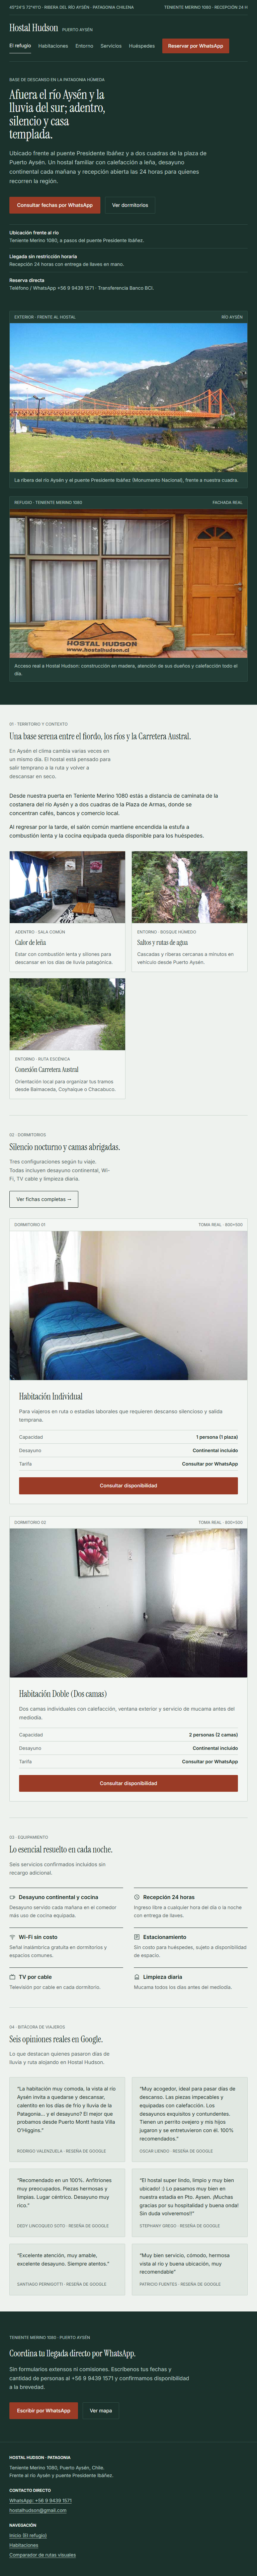 45°24'S 72°41'O · RIBERA DEL RÍO AYSÉN · PATAGONIA CHILENA
TENIENTE MERINO 1080 · RECEPCIÓN 24 H
Hostal Hudson PUERTO AYSÉN
El refugio Habitaciones Entorno Servicios Huéspedes Reservar por WhatsApp
BASE DE DESCANSO EN LA PATAGONIA HÚMEDA
Afuera el río Aysén y la
lluvia del sur; adentro,
silencio y casa
templada.
Ubicado frente al puente Presidente Ibáñez y a dos cuadras de la plaza de
Puerto Aysén. Un hostal familiar con calefacción a leña, desayuno
continental cada mañana y recepción abierta las 24 horas para quienes
recorren la región.
Consultar fechas por WhatsApp Ver dormitorios
Ubicación frente al río
Teniente Merino 1080, a pasos del puente Presidente Ibáñez.
Llegada sin restricción horaria
Recepción 24 horas con entrega de llaves en mano.
Reserva directa
Teléfono / WhatsApp +56 9 9439 1571 · Transferencia Banco BCI.
EXTERIOR · FRENTE AL HOSTAL RÍO AYSÉN
La ribera del río Aysén y el puente Presidente Ibáñez (Monumento Nacional), frente a nuestra cuadra.
REFUGIO · TENIENTE MERINO 1080 FACHADA REAL
HOSTAL HUDSON
www.hostalhudson.cl
Acceso real a Hostal Hudson: construcción en madera, atención de sus dueños y calefacción todo el
día.
01 · TERRITORIO Y CONTEXTO
Una base serena entre el fiordo, los ríos y la Carretera Austral.
En Aysén el clima cambia varias veces en
un mismo día. El hostal está pensado para
salir temprano a la ruta y volver a
descansar en seco.
Desde nuestra puerta en Teniente Merino 1080 estás a distancia de caminata de la
costanera del río Aysén y a dos cuadras de la Plaza de Armas, donde se
concentran cafés, bancos y comercio local.
Al regresar por la tarde, el salón común mantiene encendida la estufa a
combustión lenta y la cocina equipada queda disponible para los huéspedes.
ADENTRO · SALA COMÚN
Calor de leña
Estar con combustión lenta y sillones para
descansar en los días de lluvia patagónica.
ENTORNO · BOSQUE HÚMEDO
Saltos y rutas de agua
Cascadas y riberas cercanas a minutos en
vehículo desde Puerto Aysén.
ENTORNO · RUTA ESCÉNICA
Conexión Carretera Austral
Orientación local para organizar tus tramos
desde Balmaceda, Coyhaique o Chacabuco.
02 · DORMITORIOS
Silencio nocturno y camas abrigadas.
Tres configuraciones según tu viaje.
Todas incluyen desayuno continental, Wi-
Fi, TV cable y limpieza diaria.
Ver fichas completas →
DORMITORIO 01 TOMA REAL · 800×500
Habitación Individual
Para viajeros en ruta o estadías laborales que requieren descanso silencioso y salida
temprana.
Capacidad 1 persona (1 plaza)
Desayuno Continental incluido
Tarifa Consultar por WhatsApp
Consultar disponibilidad
DORMITORIO 02 TOMA REAL · 800×500
Habitación Doble (Dos camas)
Dos camas individuales con calefacción, ventana exterior y servicio de mucama antes del
mediodía.
Capacidad 2 personas (2 camas)
Desayuno Continental incluido
Tarifa Consultar por WhatsApp
Consultar disponibilidad
03 · EQUIPAMIENTO
Lo esencial resuelto en cada noche.
Seis servicios confirmados incluidos sin
recargo adicional.
Desayuno continental y cocina
Desayuno servido cada mañana en el comedor
más uso de cocina equipada.
Recepción 24 horas
Ingreso libre a cualquier hora del día o la noche
con entrega de llaves.
Wi-Fi sin costo
Señal inalámbrica gratuita en dormitorios y
espacios comunes.
Estacionamiento
Sin costo para huéspedes, sujeto a disponibilidad
de espacio.
TV por cable
Televisión por cable en cada dormitorio.
Limpieza diaria
Mucama todos los días antes del mediodía.
04 · BITÁCORA DE VIAJEROS
Seis opiniones reales en Google.
Lo que destacan quienes pasaron días de
lluvia y ruta alojando en Hostal Hudson.
"La habitación muy comoda, la vista al río
Aysén invita a quedarse y descansar,
calentito en los días de frío y lluvia de la
Patagonia... y el desayuno? El mejor que
probamos desde Puerto Montt hasta Villa
O'Higgins."
RODRIGO VALENZUELA · RESEÑA DE GOOGLE
"Muy acogedor, ideal para pasar días de
descanso. Las piezas impecables y
equipadas con calefacción. Los
desayunos exquisitos y contundentes.
Tienen un perrito ovejero y mis hijos
jugaron y se entretuvieron con él. 100%
recomendados."
OSCAR LIENDO · RESEÑA DE GOOGLE
"Recomendado en un 100%. Anfitriones
muy preocupados. Piezas hermosas y
limpias. Lugar céntrico. Desayuno muy
rico."
DEDY LINCOQUEO SOTO · RESEÑA DE GOOGLE
"El hostal super lindo, limpio y muy bien
ubicado! :) Lo pasamos muy bien en
nuestra estadía en Pto. Aysen. ¡Muchas
gracias por su hospitalidad y buena onda!
Sin duda volveremos!!"
STEPHANY OREGO · RESEÑA DE GOOGLE
"Excelente atención, muy amable,
excelente desayuno. Siempre atentos."
SANTIAGO PERNIGOTTI · RESEÑA DE GOOGLE
"Muy bien servicio, cómodo, hermosa
vista al río y buena ubicación, muy
recomendable"
PATRICIO FUENTES · RESEÑA DE GOOGLE
TENIENTE MERINO 1080 · PUERTO AYSÉN
Coordina tu llegada directo por WhatsApp.
Sin formularios extensos ni comisiones. Escríbenos tus fechas y
cantidad de personas al +56 9 9439 1571 y confirmamos disponibilidad
a la brevedad.
Escribir por WhatsApp Ver mapa
HOSTAL HUDSON · PATAGONIA
Teniente Merino 1080, Puerto Aysén, Chile.
Frente al río Aysén y puente Presidente Ibáñez.
CONTACTO DIRECTO
WhatsApp: +56 9 9439 1571
hostalhudson@gmail.com
NAVEGACIÓN
Inicio (El refugio)
Habitaciones
Comparador de rutas visuales